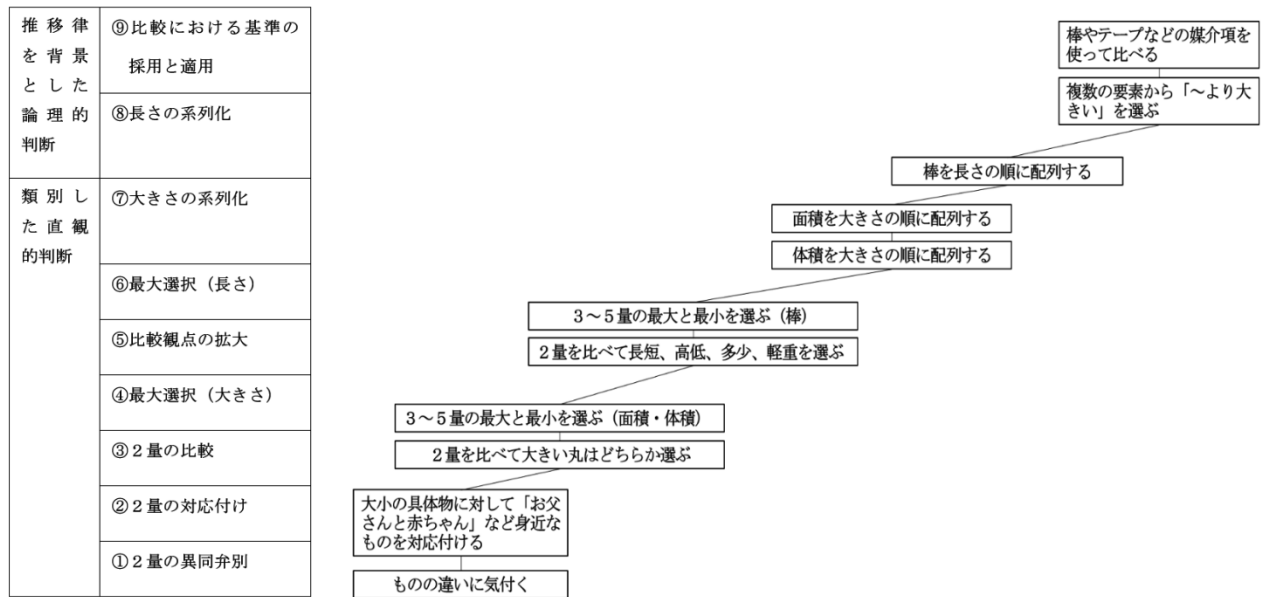 推移律
を背景
とした
論理的
判断
⑨比較における基準の
採用と適用
⑧長さの系列化
類別し
た直観
的判断
⑦大きさの系列化
⑥最大選択（長さ）
⑤比較観点の拡大
④最大選択（大きさ）
③２量の比較
②２量の対応付け
①２量の異同弁別
棒やテープなどの媒介項を
使って比べる
複数の要素から「～より大
きい」を選ぶ
棒を長さの順に配列する
面積を大きさの順に配列する
体積を大きさの順に配列する
３～５量の最大と最小を選ぶ（棒）
２量を比べて長短、高低、多少、軽重を選ぶ
３～５量の最大と最小を選ぶ（面積・体積）
２量を比べて大きい丸はどちらか選ぶ
大小の具体物に対して「お父
さんと赤ちゃん」など身近な
ものを対応付ける
ものの違いに気付く